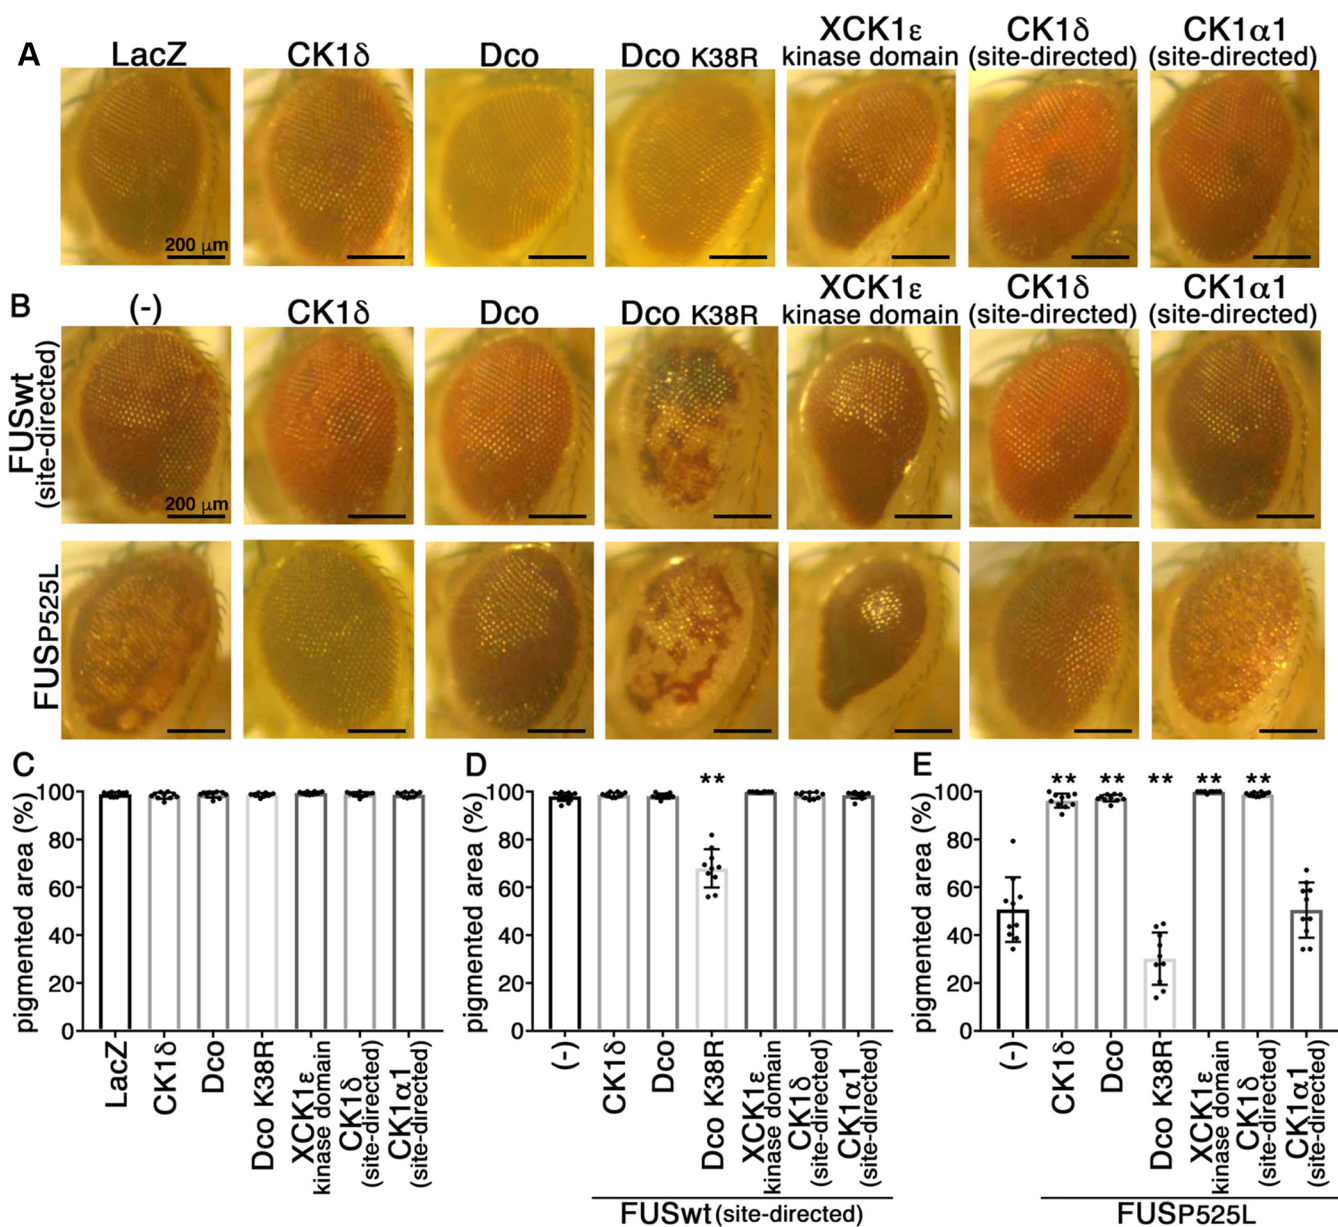 A
LacZ
CK1δ
Dco
Dco K38R
XCK1ε
kinase domain
CK1δ
(site-directed)
CK1α1
(site-directed)
200 μm
B
(-)
CK1δ
Dco
Dco K38R
XCK1ε
kinase domain
CK1δ
(site-directed)
CK1α1
(site-directed)
FUSwt
(site-directed)
200 μm
FUSP525L
C
pigmented area (%)
100
80
60
40
20
0
LacZ
CK1δ
Dco
Dco K38R
XCK1ε
kinase domain
CK1δ
(site-directed)
CK1α1
(site-directed)
D
pigmented area (%)
100
80
60
40
20
0
**
(-)
CK1δ
Dco
Dco K38R
XCK1ε
kinase domain
CK1δ
(site-directed)
CK1α1
(site-directed)
FUSwt (site-directed)
E
pigmented area (%)
100
80
60
40
20
0
** ** ** ** **
(-)
CK1δ
Dco
Dco K38R
XCK1ε
kinase domain
CK1δ
(site-directed)
CK1α1
(site-directed)
FUSP525L